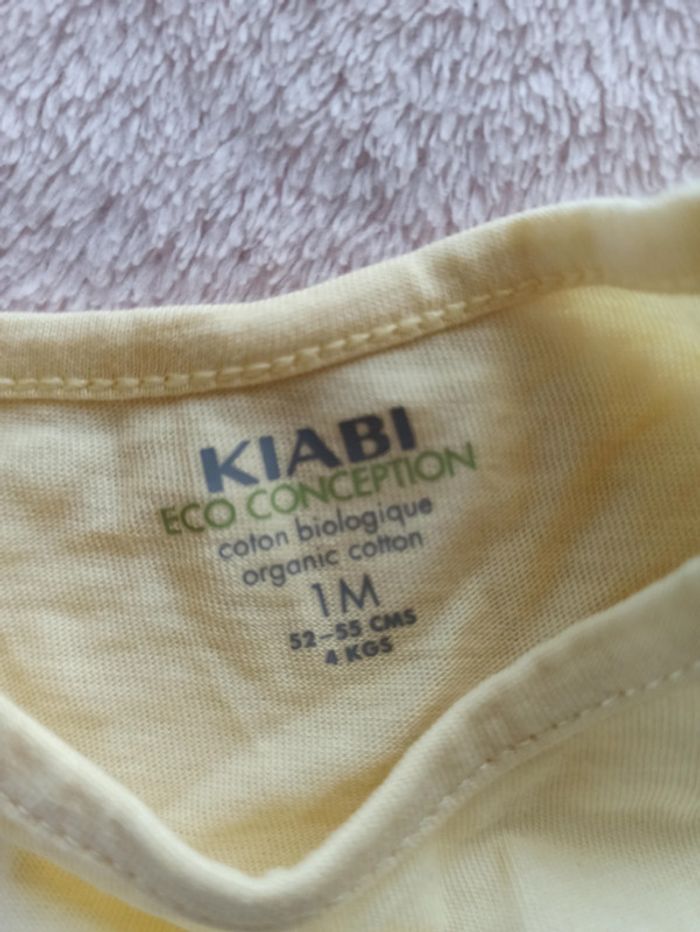 KIABI
ECO CONCEPTION
coton biologique
organic cotton
1M
52-55 CMS
4 KGS